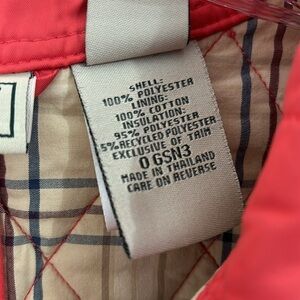 SHELL:
100% POLYESTER
LINING:
100% COTTON
INSULATION:
95% POLYESTER
5%RECYCLED POLYESTER
EXCLUSIVE OF TRIM
0 GSN3
MADE IN THAILAND
CARE ON REVERSE